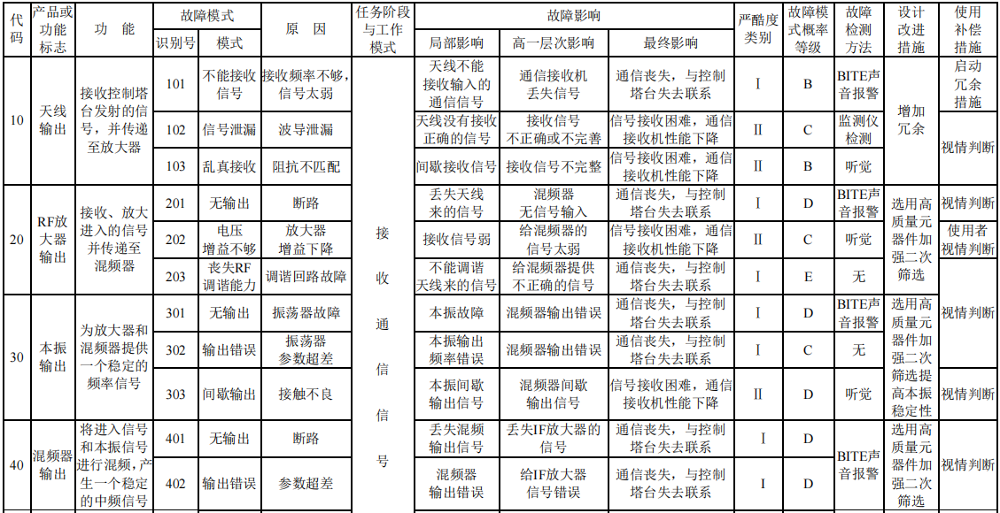 代码
产品或功能标志
功 能
故障模式
识别号
模式
原 因
任务阶段与工作模式
故障影响
局部影响
高一层次影响
最终影响
严酷度类别
故障模式概率等级
故障检测方法
设计改进措施
使用补偿措施
10
天线输出
接收控制塔台发射的信号，并传递至放大器
101
不能接收信号
接收频率不够，信号太弱
接收通信信号
天线不能接收输入的通信信号
通信接收机丢失信号
通信丧失，与控制塔台失去联系
Ⅰ
B
BITE声音报警
增加冗余
启动冗余措施
102
信号泄漏
波导泄漏
天线没有接收正确的信号
接收信号不正确或不完善
信号接收困难，通信接收机性能下降
Ⅱ
C
监测仪检测
视情判断
103
乱真接收
阻抗不匹配
间歇接收信号
接收信号不完整
信号接收困难，通信接收机性能下降
Ⅱ
B
听觉
20
RF放大器输出
接收、放大进入的信号并传递至混频器
201
无输出
断路
丢失天线来的信号
混频器无信号输入
通信丧失，与控制塔台失去联系
Ⅰ
D
BITE声音报警
选用高质量元器件加强二次筛选
视情判断
202
电压增益不够
放大器增益下降
接收信号弱
给混频器的信号太弱
信号接收困难，通信接收机性能下降
Ⅱ
C
听觉
使用者视情判断
203
丧失RF调谐能力
调谐回路故障
不能调谐天线来的信号
给混频器提供不正确的信号
通信丧失，与控制塔台失去联系
Ⅰ
E
无
视情判断
30
本振输出
为放大器和混频器提供一个稳定的频率信号
301
无输出
振荡器故障
本振故障
混频器输出错误
通信丧失，与控制塔台失去联系
Ⅰ
D
BITE声音报警
选用高质量元器件加强二次筛选提高本振稳定性
302
输出错误
振荡器参数超差
本振输出频率错误
混频器输出错误
通信丧失，与控制塔台失去联系
Ⅰ
C
无
303
间歇输出
接触不良
本振间歇输出信号
混频器间歇输出信号
信号接收困难，通信接收机性能下降
Ⅱ
D
听觉
视情判断
40
混频器输出
将进入信号和本振信号进行混频，产生一个稳定的中频信号
401
无输出
断路
丢失混频输出信号
丢失IF放大器的信号
通信丧失，与控制塔台失去联系
Ⅰ
D
BITE声音报警
选用高质量元器件加强二次筛选
视情判断
402
输出错误
参数超差
混频器输出错误
给IF放大器信号错误
通信丧失，与控制塔台失去联系
Ⅰ
D